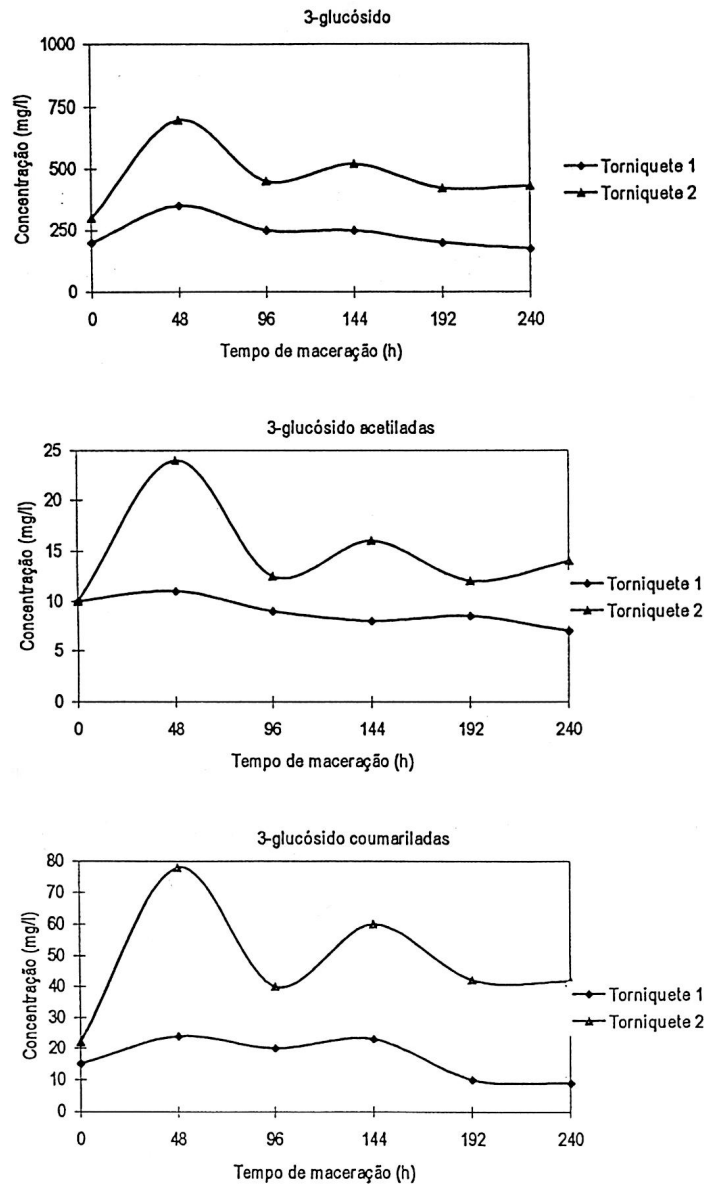 3-glucósido
1000
750
500
250
0
Concentração (mg/l)
0 48 96 144 192 240
Tempo de maceração (h)
Torniquete 1
Torniquete 2
3-glucósido acetiladas
25
20
15
10
5
0
Concentração (mg/l)
0 48 96 144 192 240
Tempo de maceração (h)
Torniquete 1
Torniquete 2
3-glucósido coumariladas
80
70
60
50
40
30
20
10
0
Concentração (mg/l)
0 48 96 144 192 240
Tempo de maceração (h)
Torniquete 1
Torniquete 2